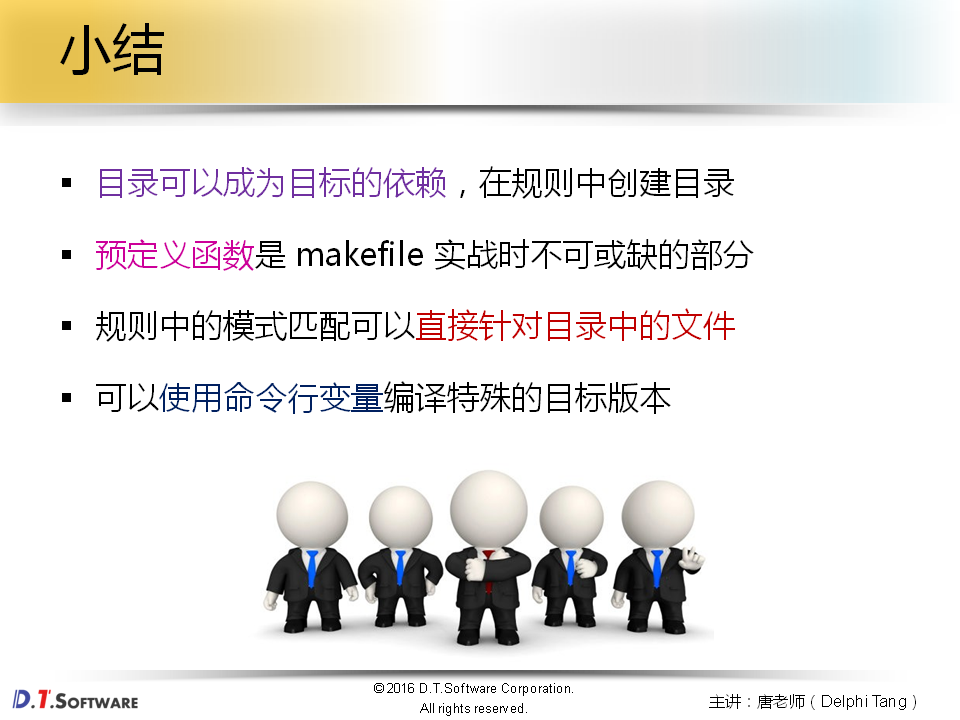 小结
▪ 目录可以成为目标的依赖，在规则中创建目录
▪ 预定义函数是 makefile 实战时不可或缺的部分
▪ 规则中的模式匹配可以直接针对目录中的文件
▪ 可以使用命令行变量编译特殊的目标版本
D.T.SOFTWARE
©2016 D.T.Software Corporation.
All rights reserved.
主讲：唐老师（Delphi Tang）